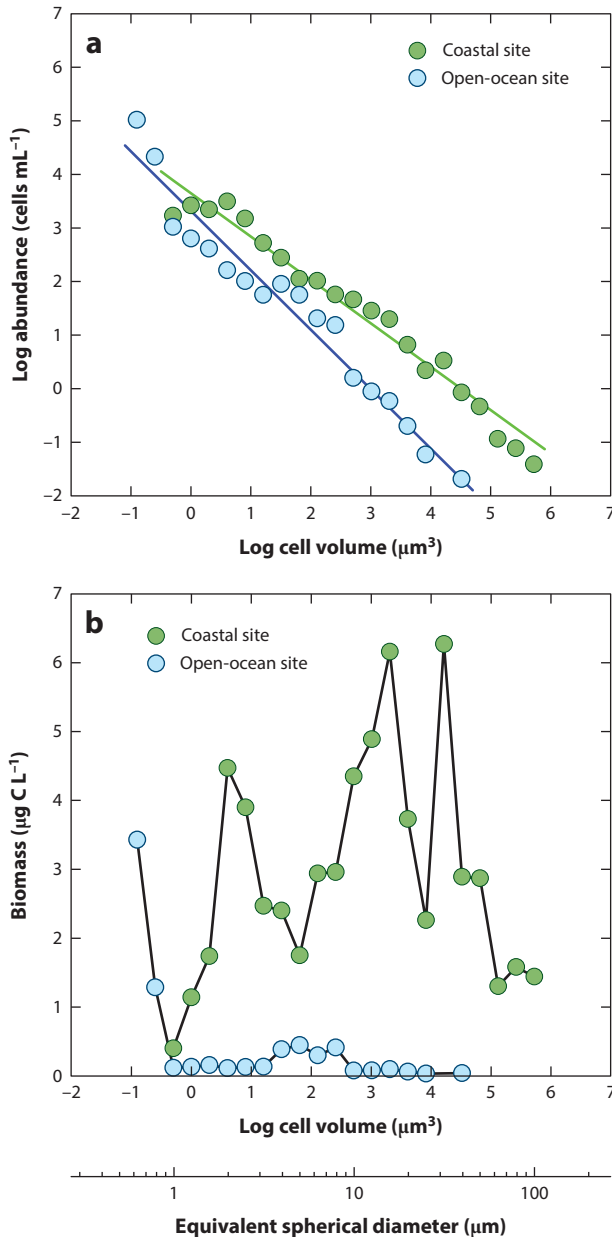 a
Coastal site
Open-ocean site
7
6
5
4
3
2
1
0
–1
–2
Log abundance (cells mL⁻¹)
–2 –1 0 1 2 3 4 5 6 7
Log cell volume (μm³)
b
Coastal site
Open-ocean site
7
6
5
4
3
2
1
0
Biomass (μg C L⁻¹)
–2 –1 0 1 2 3 4 5 6 7
Log cell volume (μm³)
1 10 100
Equivalent spherical diameter (μm)